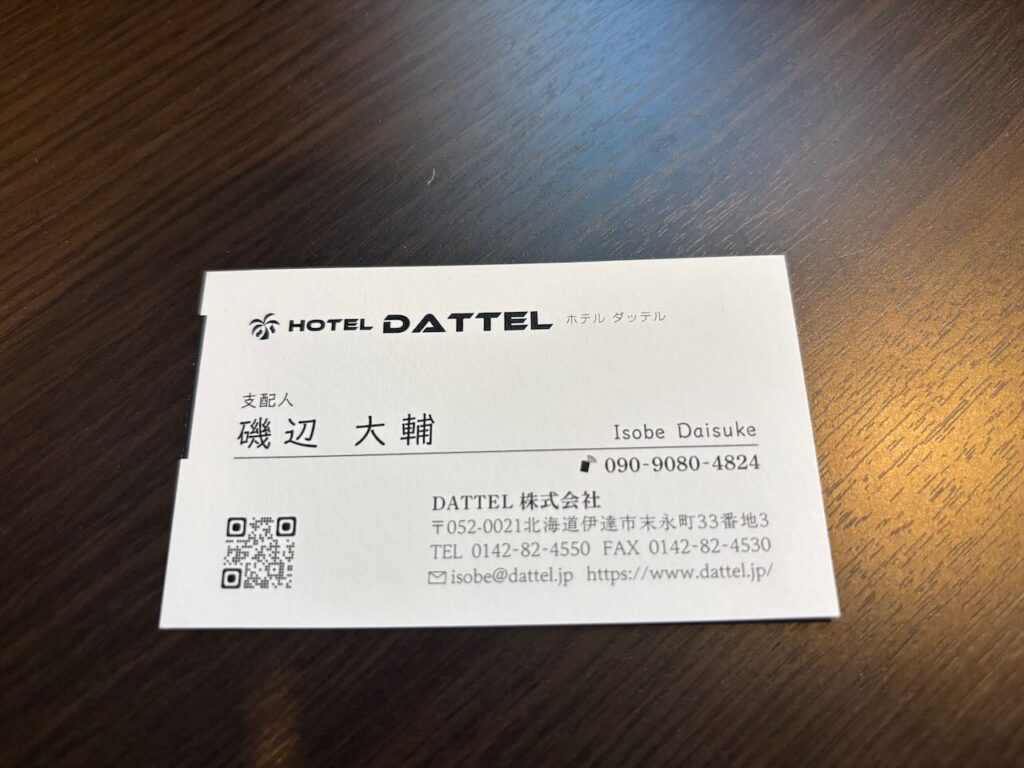 HOTEL DATTEL ホテル ダッテル
支配人
磯辺 大輔 Isobe Daisuke
090-9080-4824
DATTEL 株式会社
〒052-0021北海道伊達市末永町33番地3
TEL 0142-82-4550 FAX 0142-82-4530
isobe@dattel.jp https://www.dattel.jp/